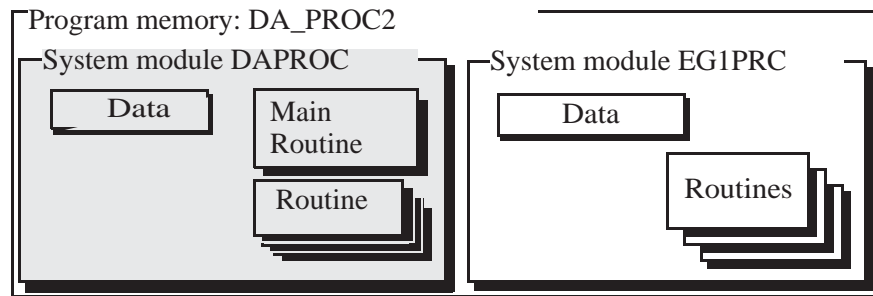 Program memory: DA_PROC2
System module DAPROC
Data
Main
Routine
Routine
System module EG1PRC
Data
Routines